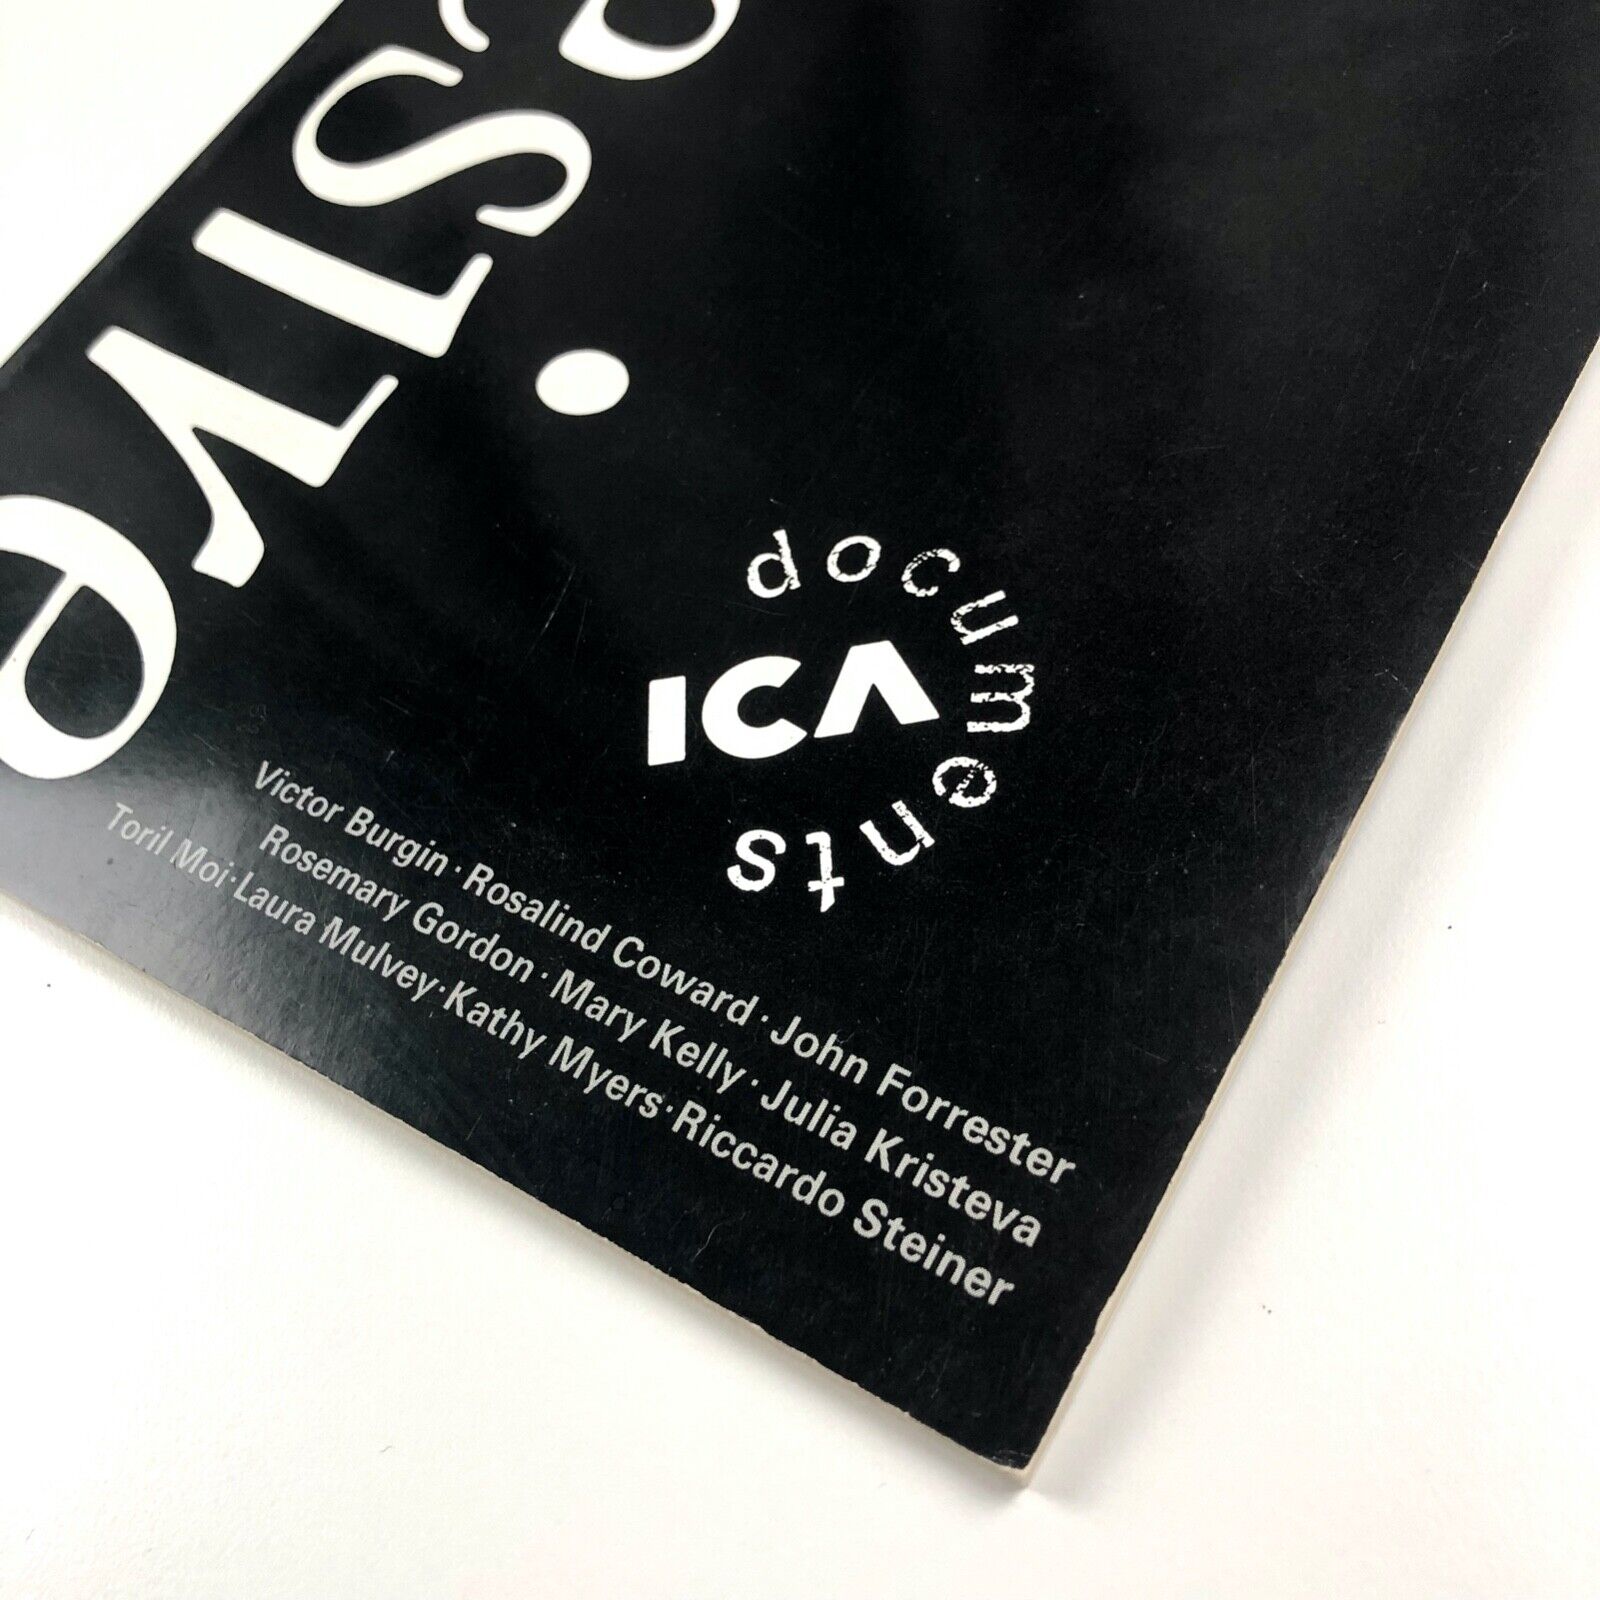 sire
documents
ICA
Victor Burgin · Rosalind Coward · John Forrester
Rosemary Gordon · Mary Kelly · Julia Kristeva
Toril Moi · Laura Mulvey · Kathy Myers · Riccardo Steiner